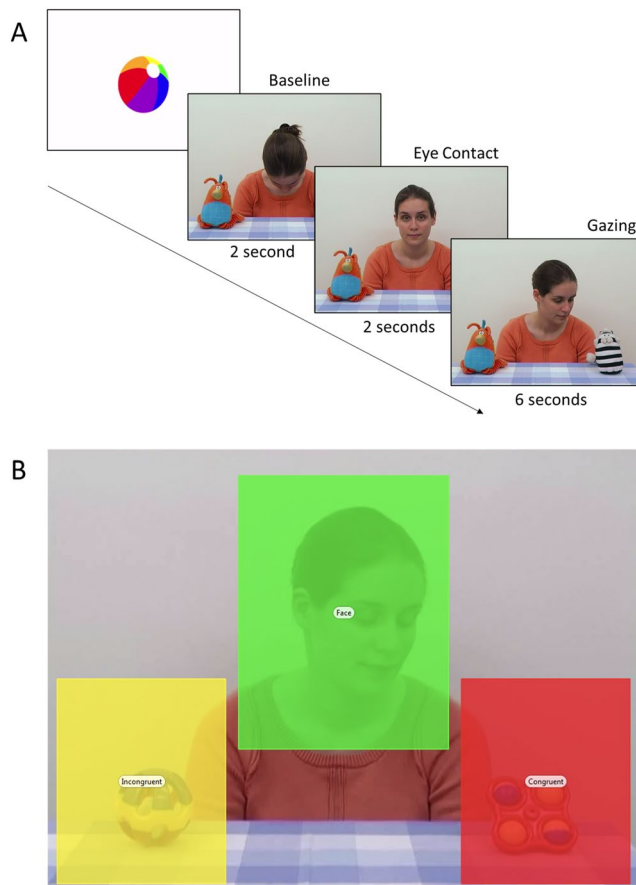 A
Baseline
Eye Contact
Gazing
2 second
2 seconds
6 seconds
B
Face
Incongruent
Congruent